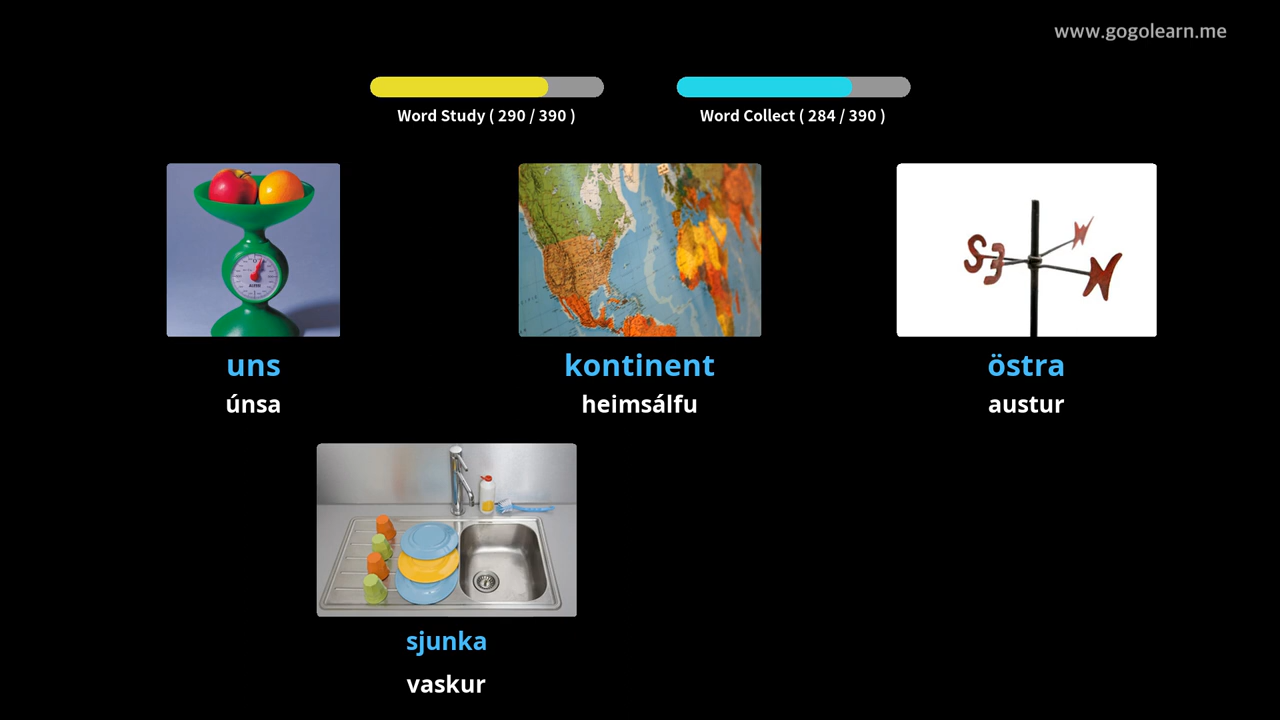 www.gogolearn.me
Word Study ( 290 / 390 )
Word Collect ( 284 / 390 )
uns
kontinent
östra
únsa
heimsálfu
austur
sjunka
vaskur